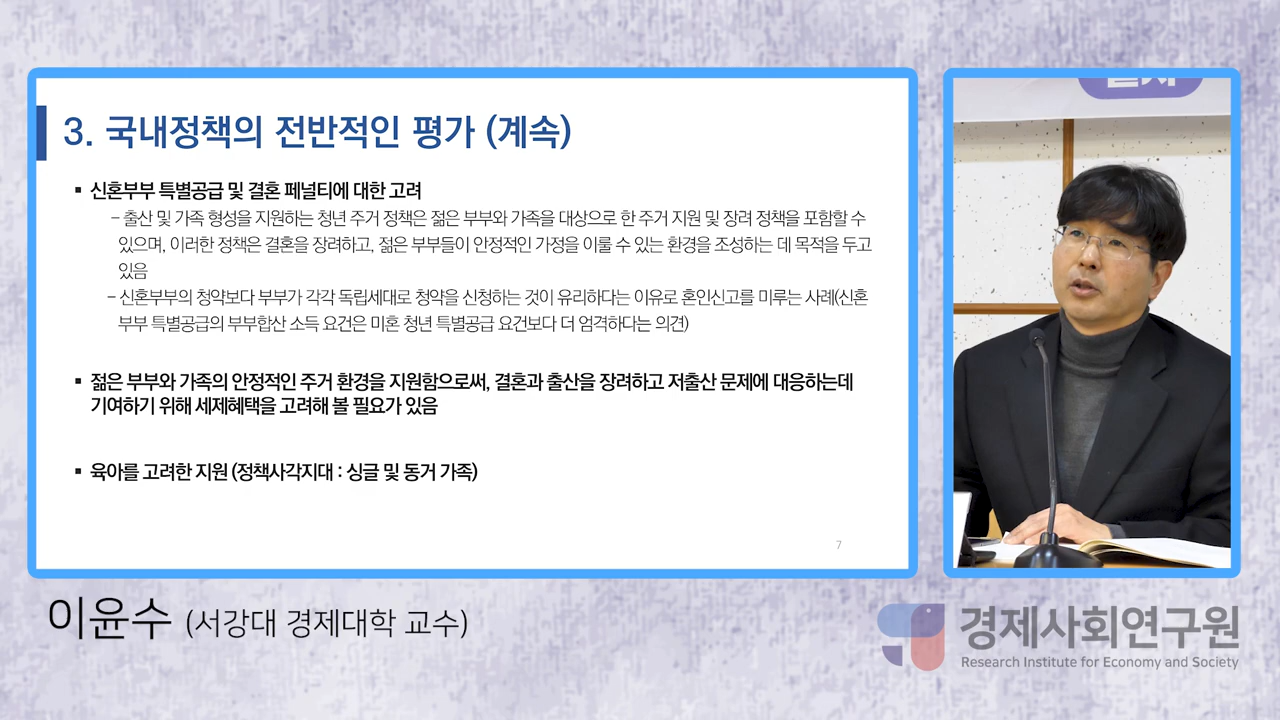 3. 국내정책의 전반적인 평가 (계속)
▪ 신혼부부 특별공급 및 결혼 페널티에 대한 고려
– 출산 및 가족 형성을 지원하는 청년 주거 정책은 젊은 부부와 가족을 대상으로 한 주거 지원 및 장려 정책을 포함할 수
있으며, 이러한 정책은 결혼을 장려하고, 젊은 부부들이 안정적인 가정을 이룰 수 있는 환경을 조성하는 데 목적을 두고
있음
– 신혼부부의 청약보다 부부가 각각 독립세대로 청약을 신청하는 것이 유리하다는 이유로 혼인신고를 미루는 사례(신혼
부부 특별공급의 부부합산 소득 요건은 미혼 청년 특별공급 요건보다 더 엄격하다는 의견)
▪ 젊은 부부와 가족의 안정적인 주거 환경을 지원함으로써, 결혼과 출산을 장려하고 저출산 문제에 대응하는데
기여하기 위해 세제혜택을 고려해 볼 필요가 있음
▪ 육아를 고려한 지원 (정책사각지대 : 싱글 및 동거 가족)
7
이윤수 (서강대 경제대학 교수)
경제사회연구원
Research Institute for Economy and Society